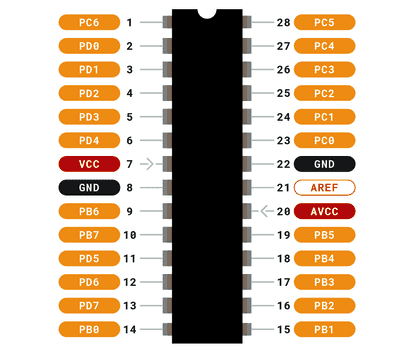 PC6 1 28 PC5
PD0 2 27 PC4
PD1 3 26 PC3
PD2 4 25 PC2
PD3 5 24 PC1
PD4 6 23 PC0
VCC 7 22 GND
GND 8 21 AREF
PB6 9 20 AVCC
PB7 10 19 PB5
PD5 11 18 PB4
PD6 12 17 PB3
PD7 13 16 PB2
PB0 14 15 PB1